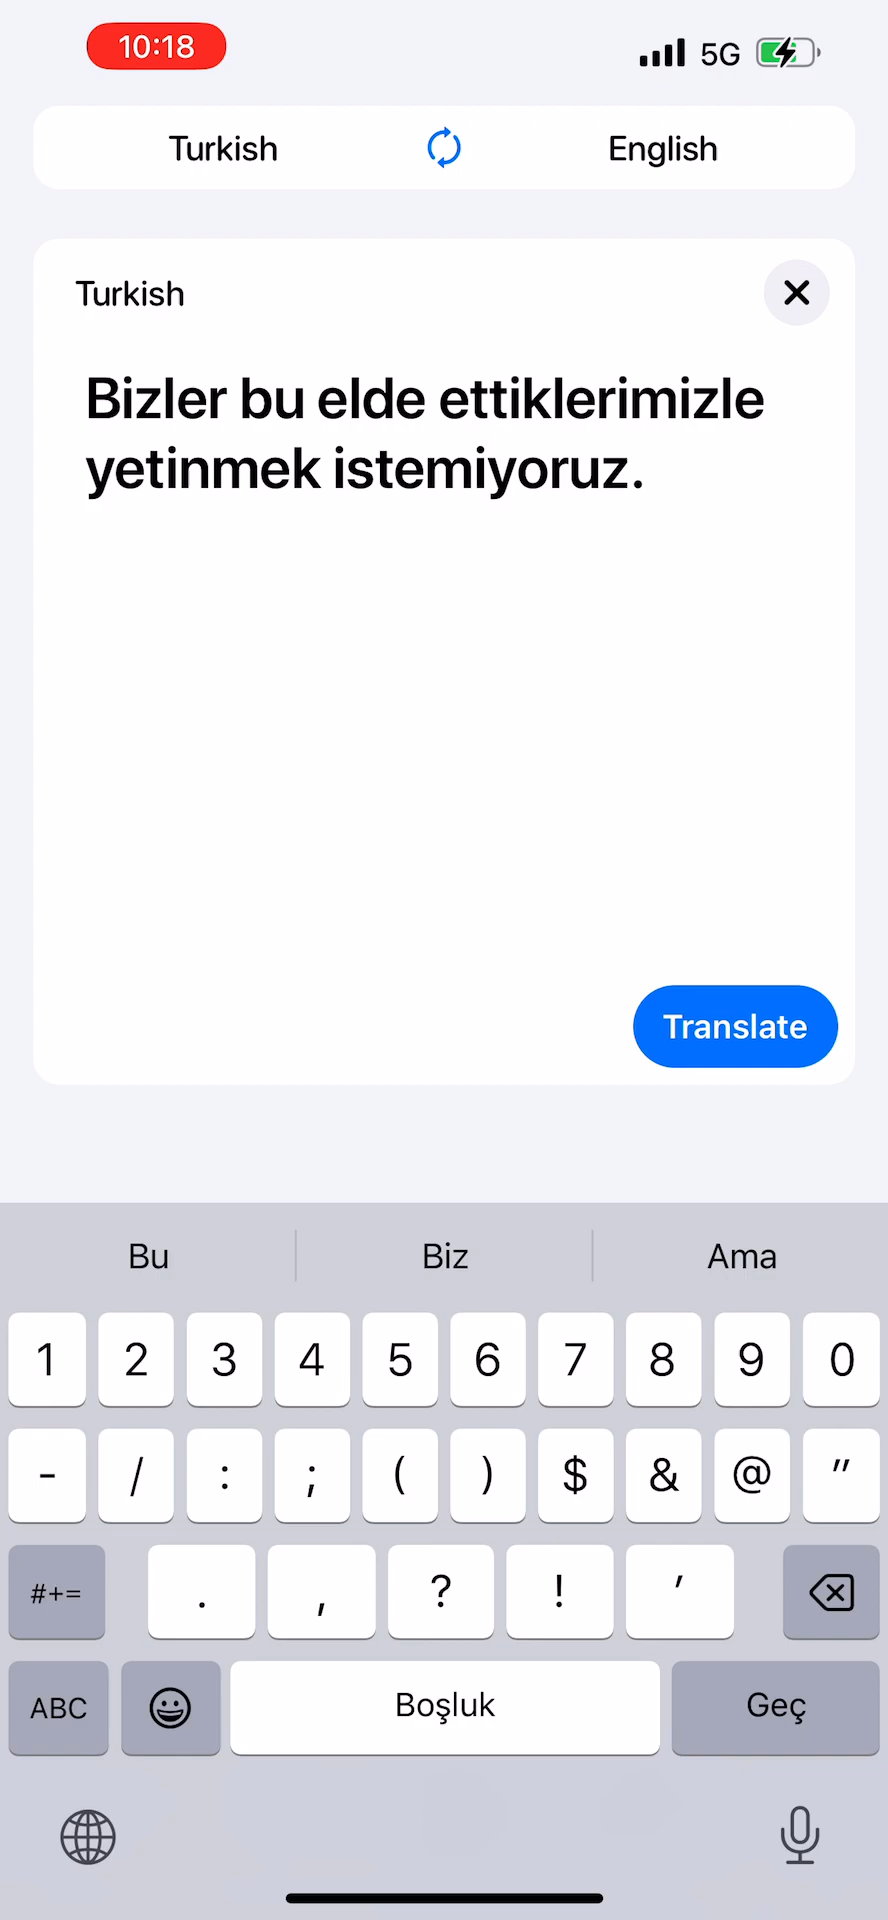 10:18 5G
Turkish English
Turkish
Bizler bu elde ettiklerimizle
yetinmek istemiyoruz.
Translate
Bu Biz Ama
1 2 3 4 5 6 7 8 9 0
- / : ; ( ) $ & @ "
#+= . , ? ! '
ABC Boşluk Geç